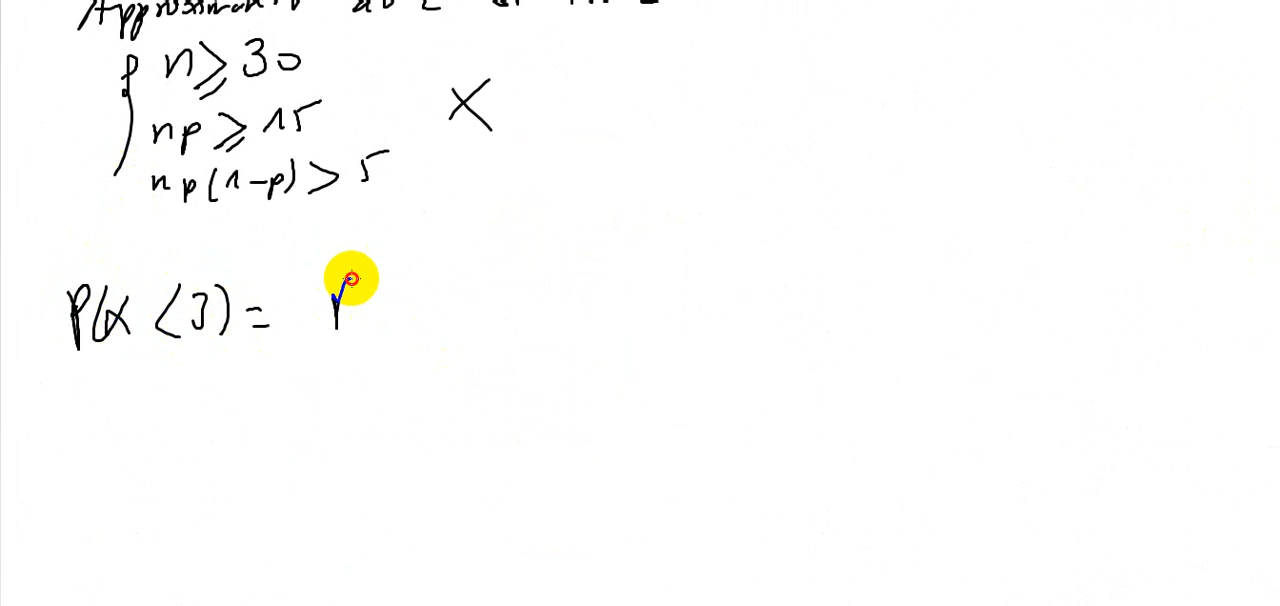 n ≥ 30
np ≥ 15
np(1-p) > 5
X
P(X < 3) =